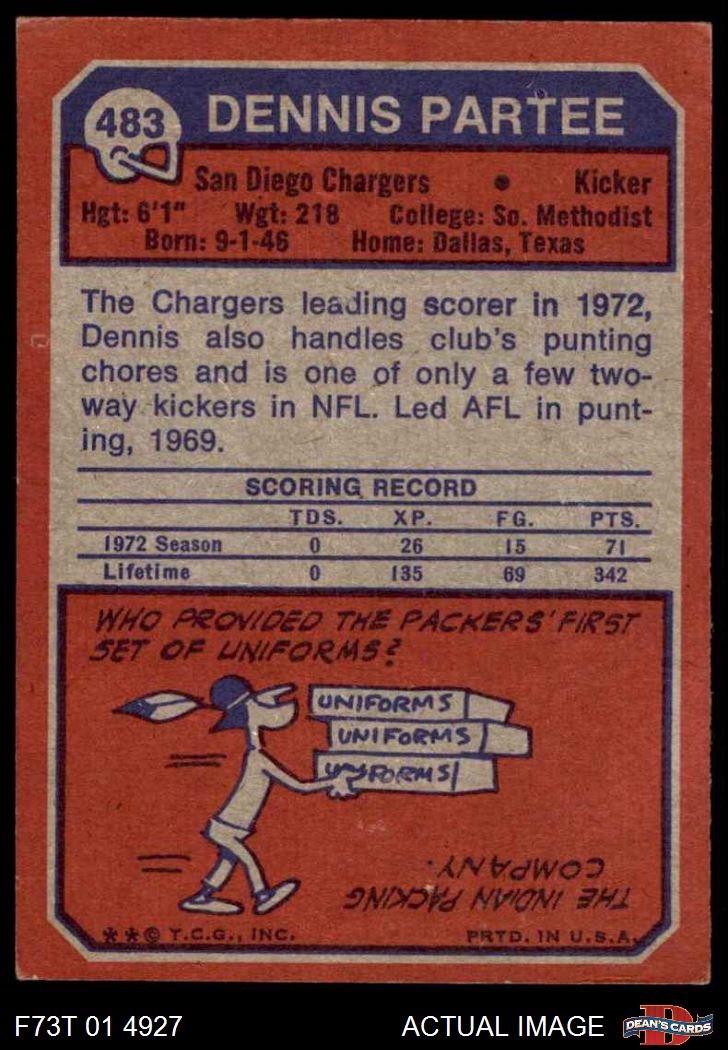 483
DENNIS PARTEE
San Diego Chargers • Kicker
Hgt: 6'1" Wgt: 218 College: So. Methodist
Born: 9-1-46 Home: Dallas, Texas
The Chargers leading scorer in 1972,
Dennis also handles club's punting
chores and is one of only a few two-
way kickers in NFL. Led AFL in punt-
ing, 1969.
SCORING RECORD
TDS. XP. FG. PTS.
1972 Season 0 26 15 71
Lifetime 0 135 69 342
WHO PROVIDED THE PACKERS' FIRST
SET OF UNIFORMS?
UNIFORMS
UNIFORMS
UNIFORMS
THE INDIAN PACKING
COMPANY.
**© T.C.G., INC. PRTD. IN U.S.A.
F73T 01 4927 ACTUAL IMAGE
D
DEAN'S CARDS